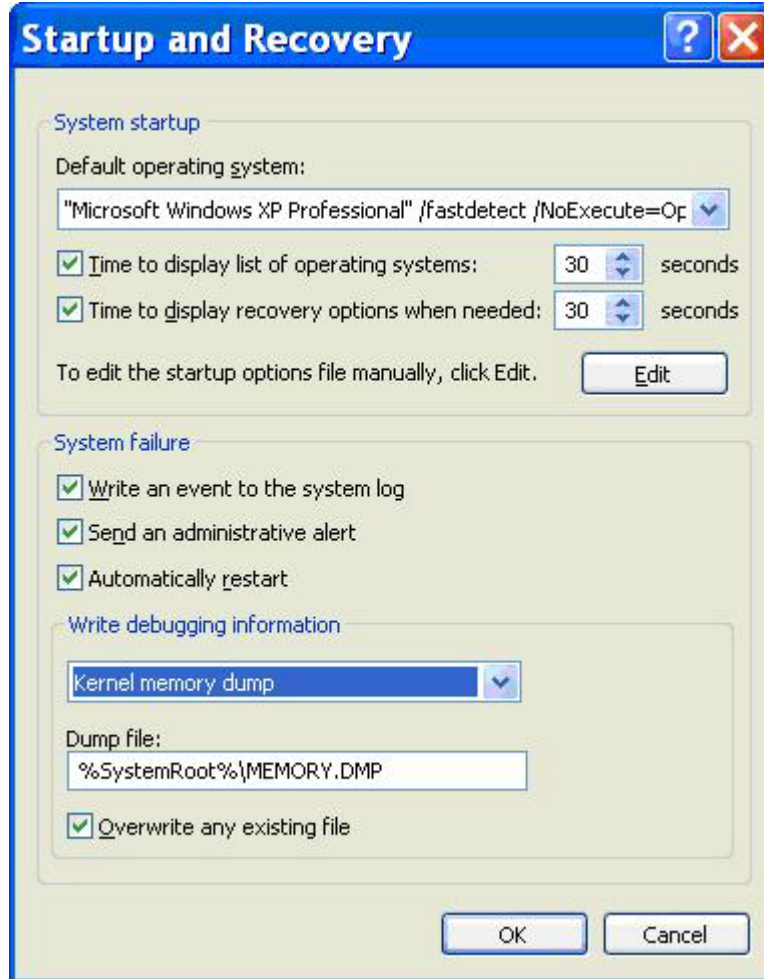 Startup and Recovery
System startup
Default operating system:
"Microsoft Windows XP Professional" /fastdetect /NoExecute=Op
Time to display list of operating systems: 30 seconds
Time to display recovery options when needed: 30 seconds
To edit the startup options file manually, click Edit. Edit
System failure
Write an event to the system log
Send an administrative alert
Automatically restart
Write debugging information
Kernel memory dump
Dump file:
%SystemRoot%\MEMORY.DMP
Overwrite any existing file
OK Cancel